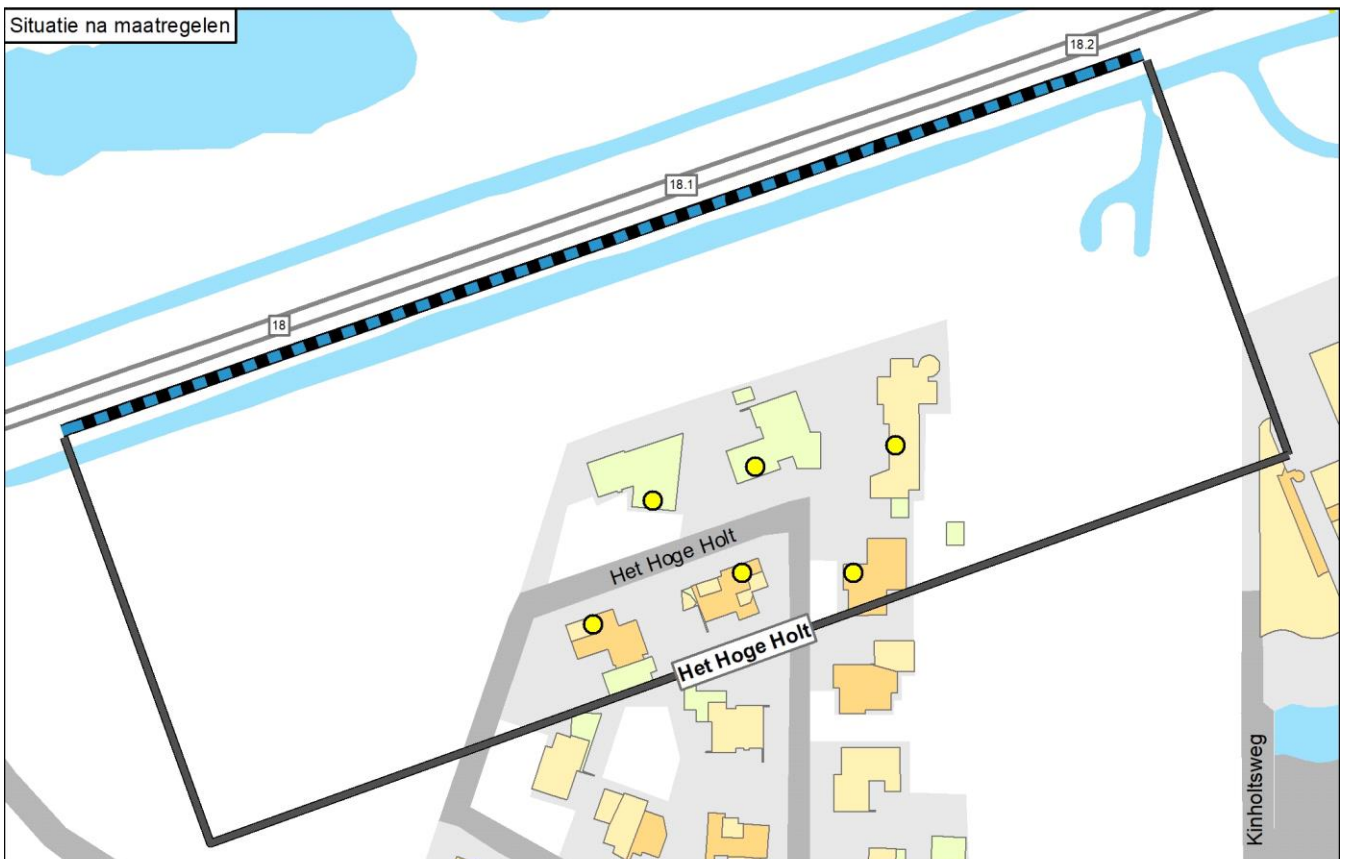 Situatie na maatregelen
18.2
18.1
18
Het Hoge Holt
Het Hoge Holt
Kinholtsweg